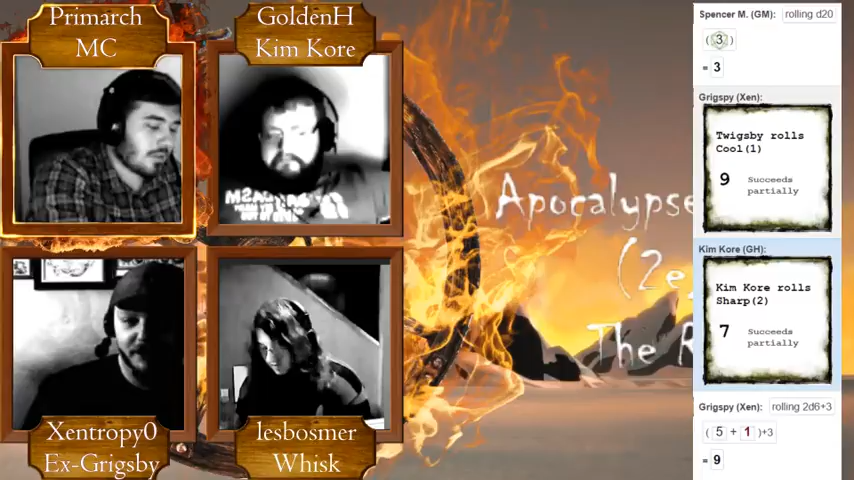 Primarch
MC
GoldenH
Kim Kore
Xentropy0
Ex-Grigsby
lesbosmer
Whisk
Apocalypse
(2e
The R
Spencer M. (GM): rolling d20
(3)
= 3
Grigspy (Xen):
Twigsby rolls
Cool(1)
9 Succeeds
partially
Kim Kore (GH):
Kim Kore rolls
Sharp(2)
7 Succeeds
partially
Grigspy (Xen): rolling 2d6+3
(5 + 1)+3
= 9